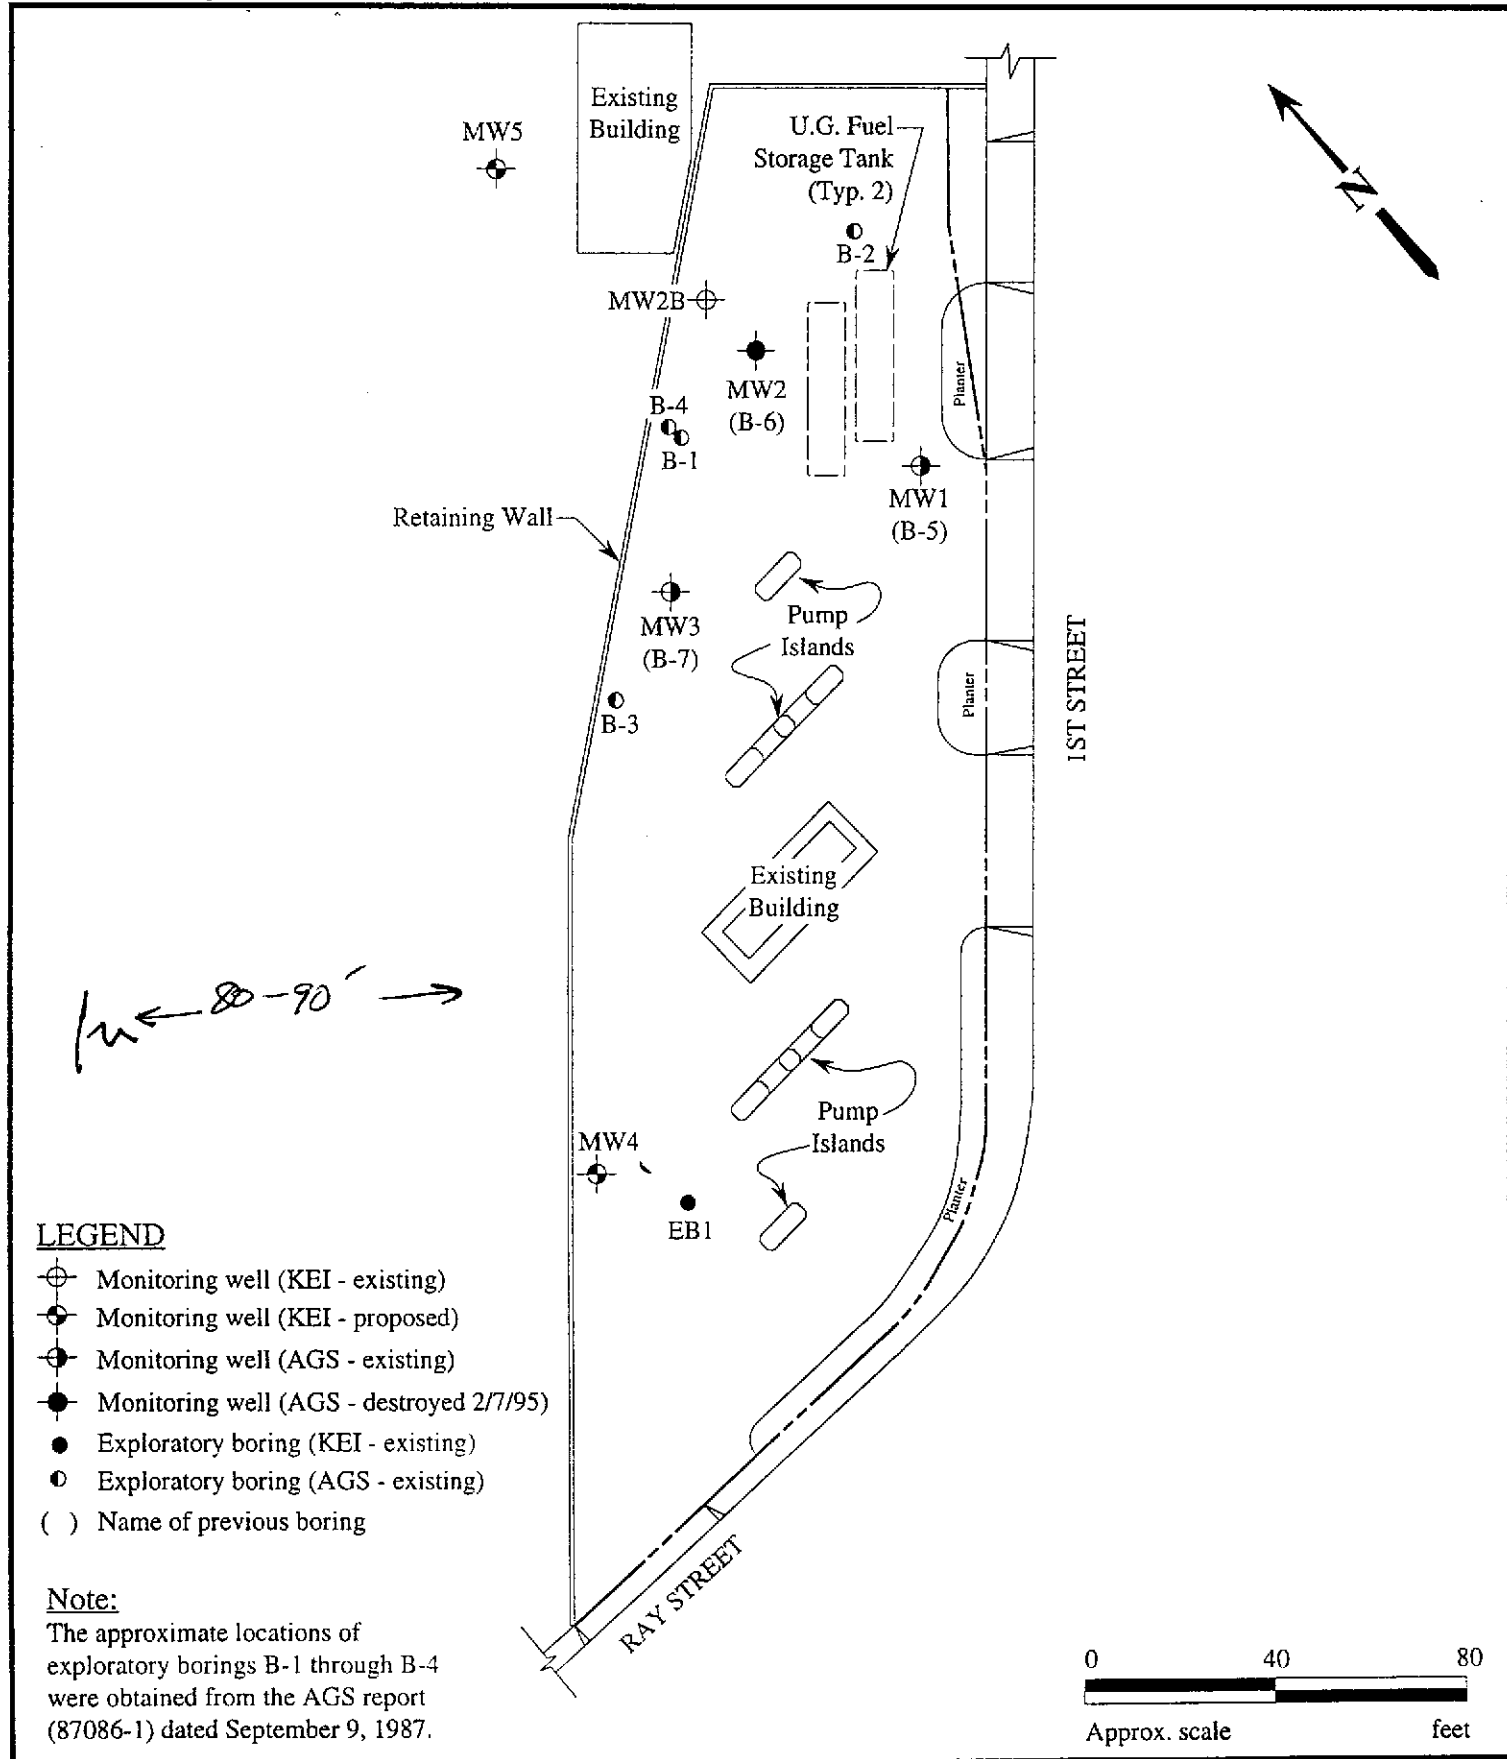 Existing
Building
MW5
U.G. Fuel
Storage Tank
(Typ. 2)
N
B-2
MW2B
MW2
(B-6)
Planter
B-4
B-1
MW1
(B-5)
Retaining Wall
MW3
(B-7)
Pump
Islands
B-3
Planter
1ST STREET
Existing
Building
80-90'
Pump
Islands
MW4
EB1
Planter
LEGEND
Monitoring well (KEI - existing)
Monitoring well (KEI - proposed)
Monitoring well (AGS - existing)
Monitoring well (AGS - destroyed 2/7/95)
Exploratory boring (KEI - existing)
Exploratory boring (AGS - existing)
( ) Name of previous boring
RAY STREET
Note:
The approximate locations of
exploratory borings B-1 through B-4
were obtained from the AGS report
(87086-1) dated September 9, 1987.
0 40 80
Approx. scale feet